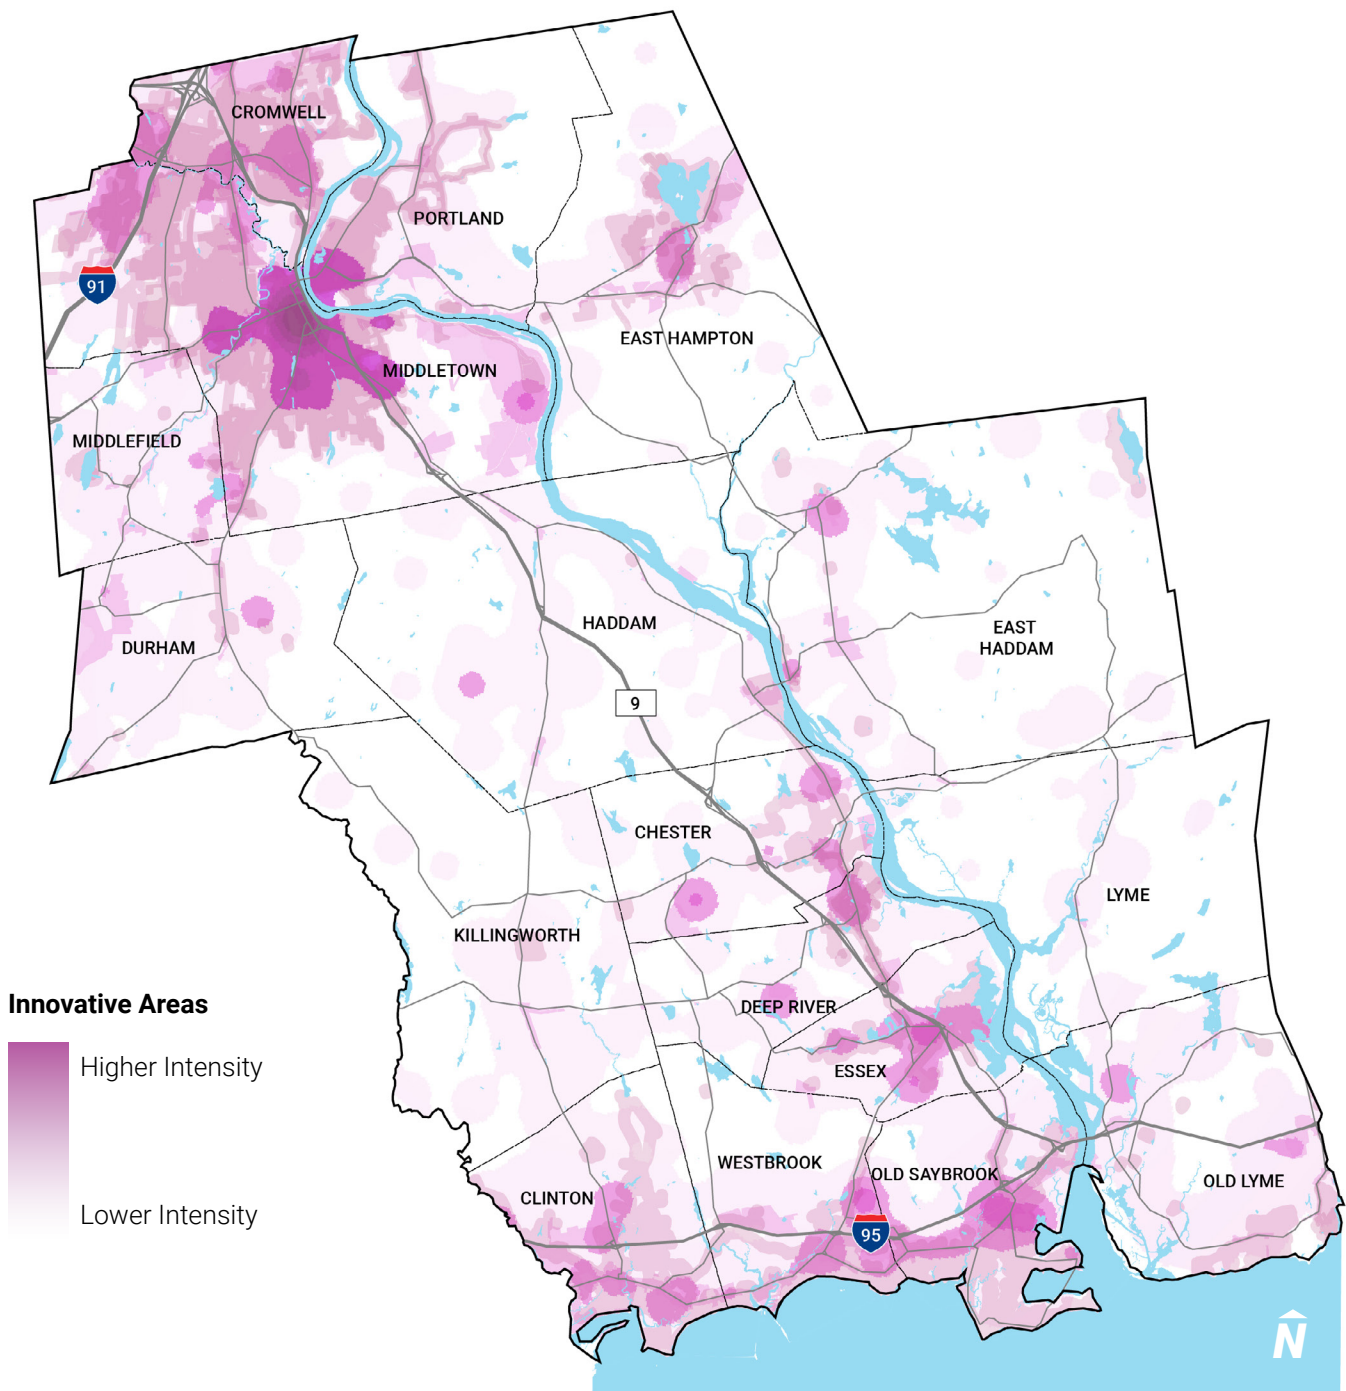 CROMWELL
PORTLAND
91
EAST HAMPTON
MIDDLETOWN
MIDDLEFIELD
HADDAM
EAST
HADDAM
DURHAM
9
CHESTER
LYME
KILLINGWORTH
Innovative Areas
DEEP RIVER
Higher Intensity
ESSEX
WESTBROOK
OLD SAYBROOK
OLD LYME
CLINTON
Lower Intensity
95
N